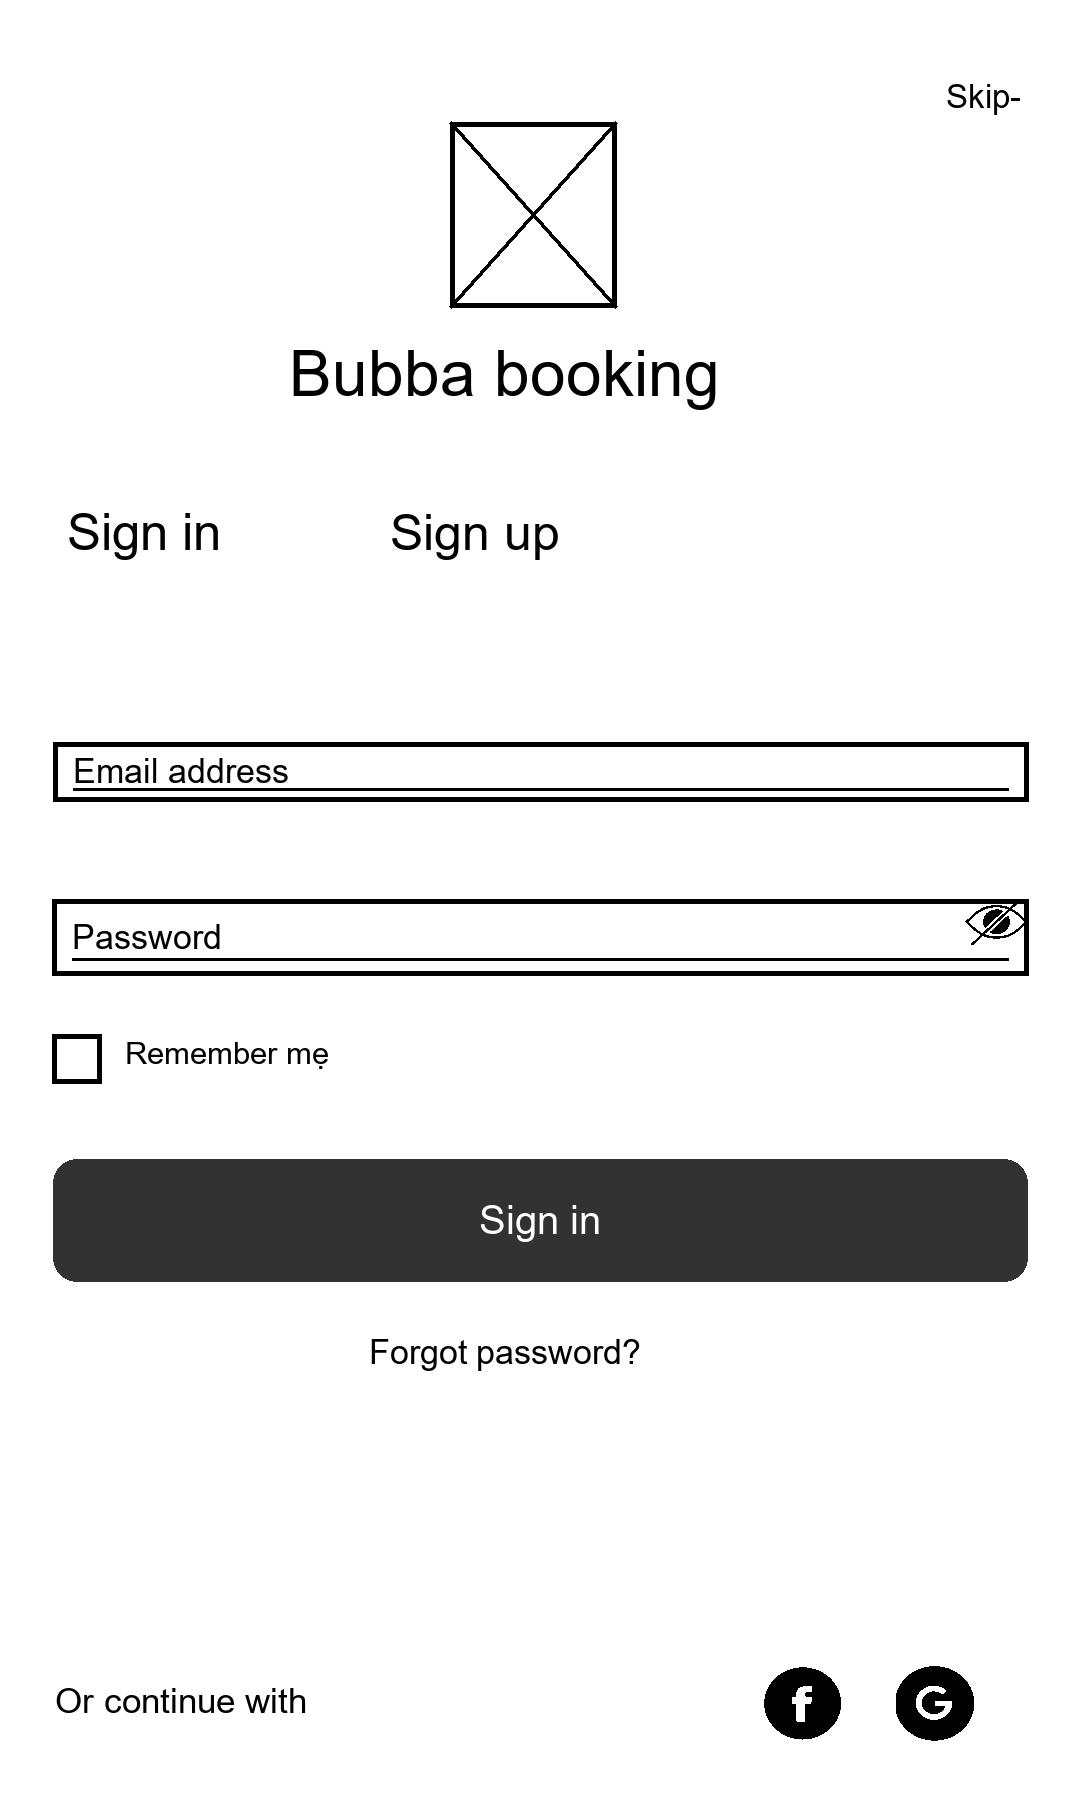 Skip-
Bubba booking
Sign in
Sign up
Email address
Password
Remember mẹ
Sign in
Forgot password?
Or continue with
f G